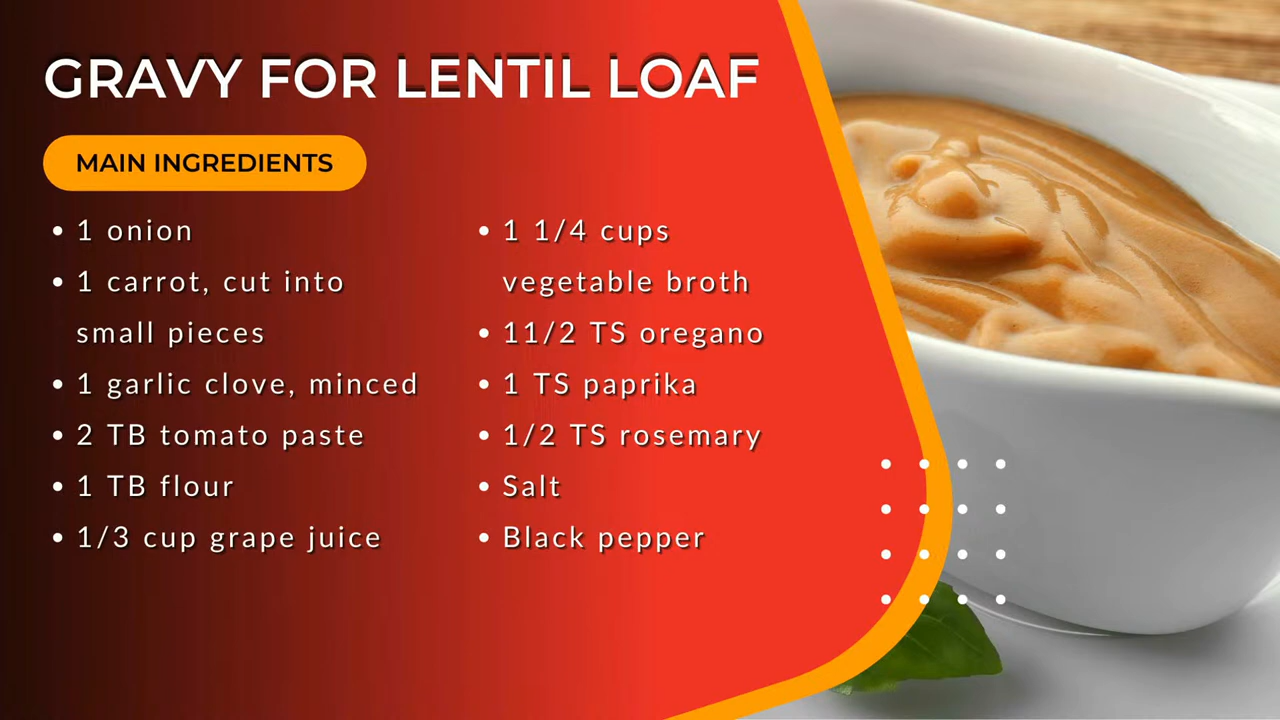 GRAVY FOR LENTIL LOAF
MAIN INGREDIENTS
• 1 onion
• 1 carrot, cut into
small pieces
• 1 garlic clove, minced
• 2 TB tomato paste
• 1 TB flour
• 1/3 cup grape juice
• 1 1/4 cups
vegetable broth
• 11/2 TS oregano
• 1 TS paprika
• 1/2 TS rosemary
• Salt
• Black pepper